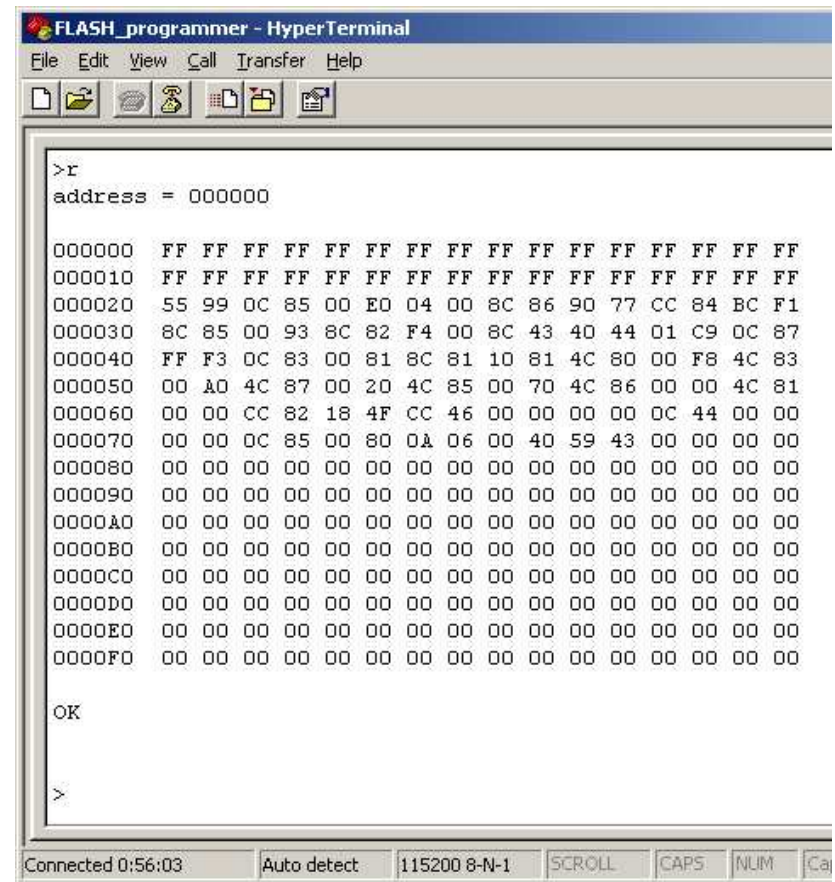 FLASH_programmer - HyperTerminal
File Edit View Call Transfer Help
>r
address = 000000
000000 FF FF FF FF FF FF FF FF FF FF FF FF FF FF FF FF
000010 FF FF FF FF FF FF FF FF FF FF FF FF FF FF FF FF
000020 55 99 0C 85 00 E0 04 00 8C 86 90 77 CC 84 BC F1
000030 8C 85 00 93 8C 82 F4 00 8C 43 40 44 01 C9 0C 87
000040 FF F3 0C 83 00 81 8C 81 10 81 4C 80 00 F8 4C 83
000050 00 A0 4C 87 00 20 4C 85 00 70 4C 86 00 00 4C 81
000060 00 00 CC 82 18 4F CC 46 00 00 00 00 0C 44 00 00
000070 00 00 0C 85 00 80 0A 06 00 40 59 43 00 00 00 00
000080 00 00 00 00 00 00 00 00 00 00 00 00 00 00 00 00
000090 00 00 00 00 00 00 00 00 00 00 00 00 00 00 00 00
0000A0 00 00 00 00 00 00 00 00 00 00 00 00 00 00 00 00
0000B0 00 00 00 00 00 00 00 00 00 00 00 00 00 00 00 00
0000C0 00 00 00 00 00 00 00 00 00 00 00 00 00 00 00 00
0000D0 00 00 00 00 00 00 00 00 00 00 00 00 00 00 00 00
0000E0 00 00 00 00 00 00 00 00 00 00 00 00 00 00 00 00
0000F0 00 00 00 00 00 00 00 00 00 00 00 00 00 00 00 00
OK
>
Connected 0:56:03 Auto detect 115200 8-N-1 SCROLL CAPS NUM